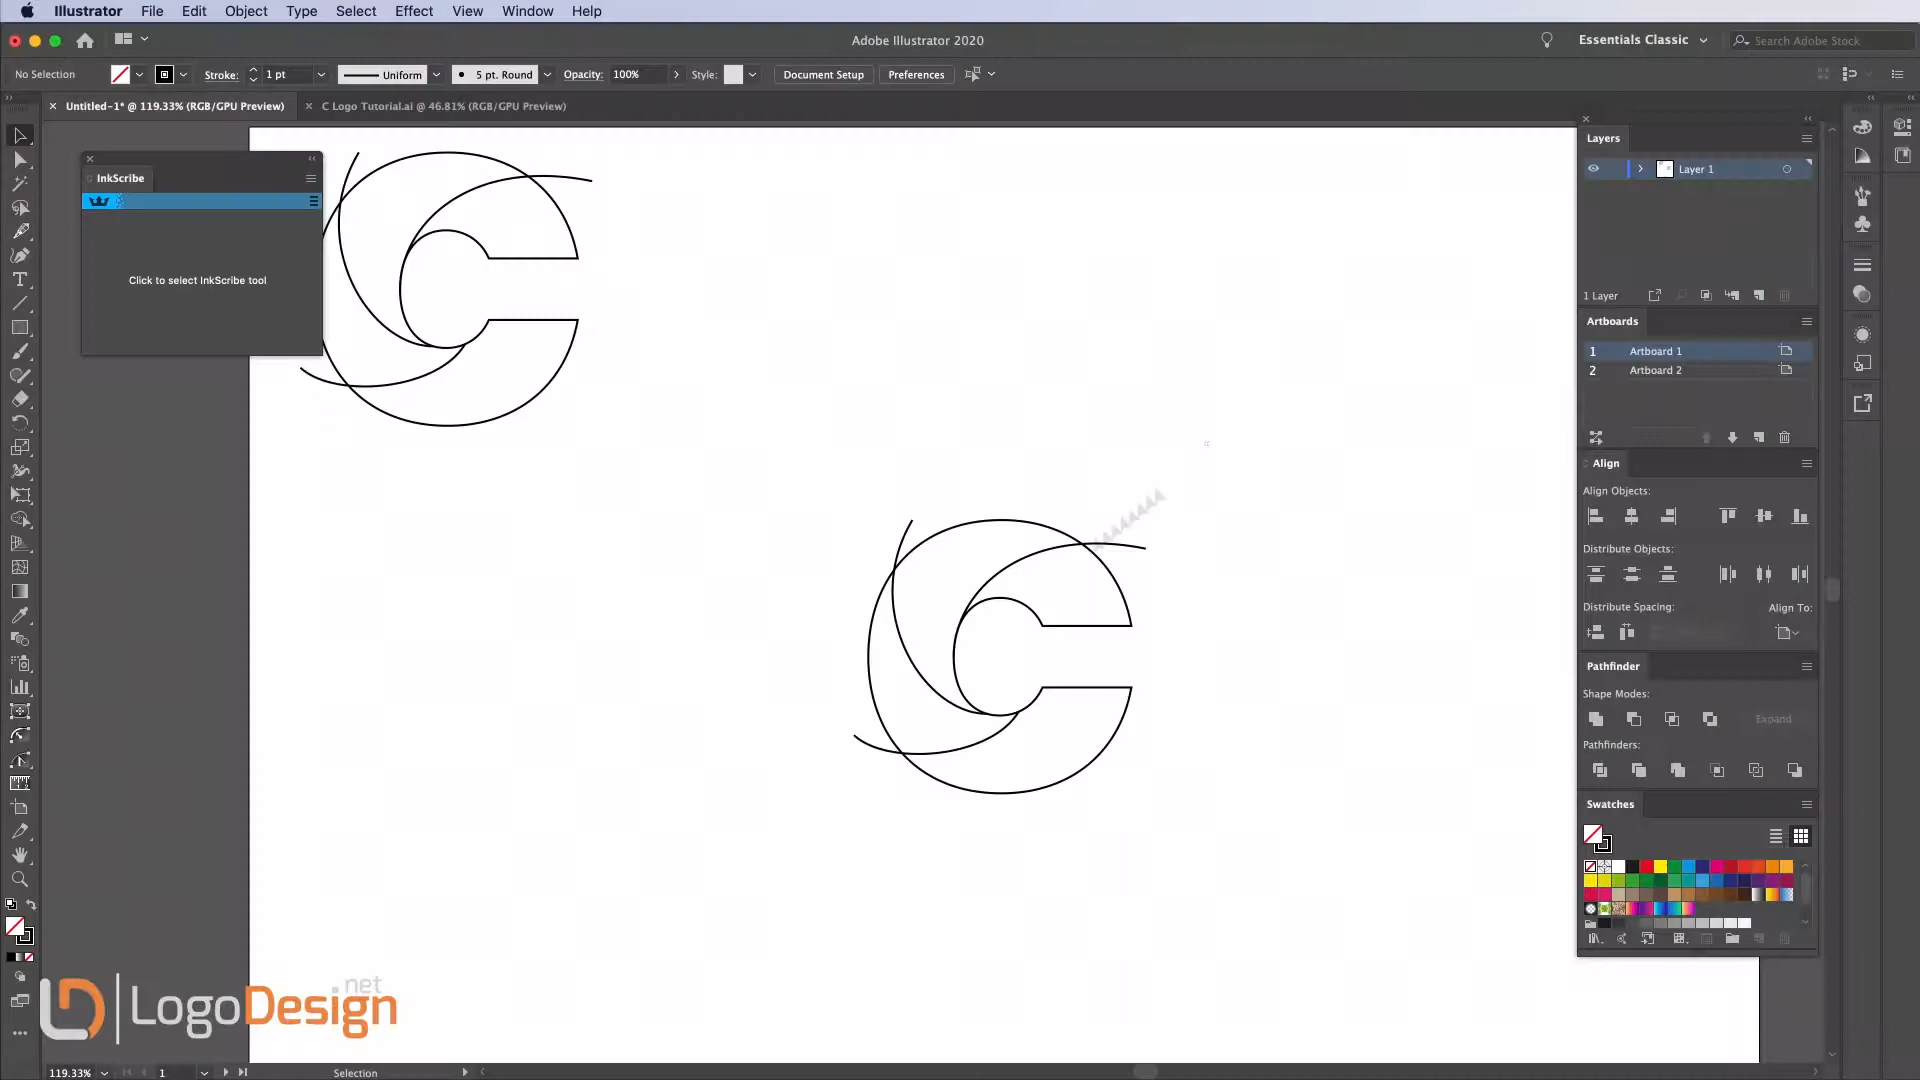 Illustrator File Edit Object Type Select Effect View Window Help
Adobe Illustrator 2020
Essentials Classic
Search Adobe Stock
No Selection
Stroke:
1 pt
Uniform
5 pt. Round
Opacity:
100%
Style:
Document Setup
Preferences
Untitled-1* @ 119.33% (RGB/GPU Preview)
C Logo Tutorial.ai @ 46.81% (RGB/GPU Preview)
InkScribe
Click to select InkScribe tool
Layers
Layer 1
1 Layer
Artboards
1 Artboard 1
2 Artboard 2
Align
Align Objects:
Distribute Objects:
Distribute Spacing:
Align To:
Pathfinder
Shape Modes:
Expand
Pathfinders:
Swatches
LogoDesign
.net
119.33%
1
Selection